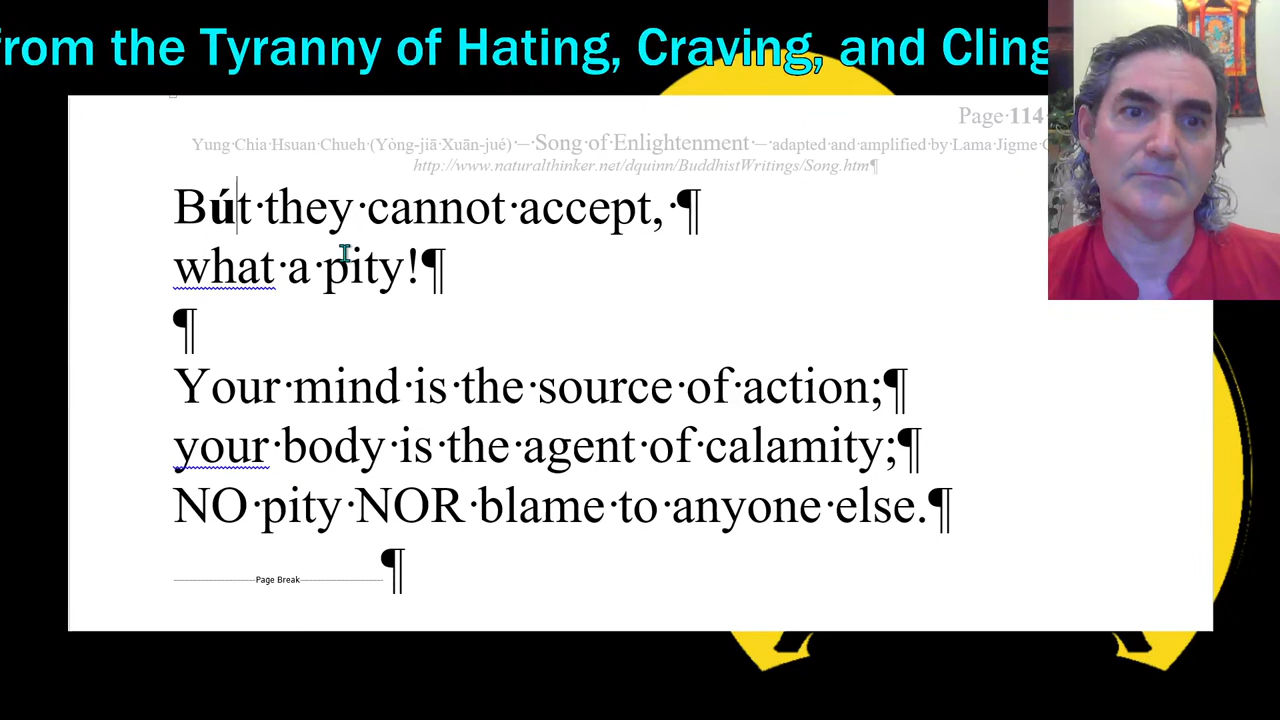 from the Tyranny of Hating, Craving, and Cling
Page·114
Yung·Chia·Hsuan·Chueh·(Yòng-jiā·Xuān-jué)·–·Song·of·Enlightenment·–·adapted·and·amplified·by·Lama·Jigme·
http://www.naturalthinker.net/dquinn/BuddhistWritings/Song.htm¶
Bút·they·cannot·accept,·¶
what·a·pity!¶
¶
Your·mind·is·the·source·of·action;¶
your·body·is·the·agent·of·calamity;¶
NO·pity·NOR·blame·to·anyone·else.¶
Page Break ¶